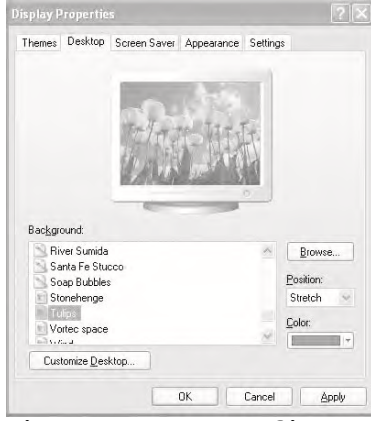 Display Properties
Themes Desktop Screen Saver Appearance Settings
Background:
River Sumida
Santa Fe Stucco
Soap Bubbles
Stonehenge
Tulips
Vortec space
Wind
Browse...
Position:
Stretch
Color:
Customize Desktop...
OK Cancel Apply